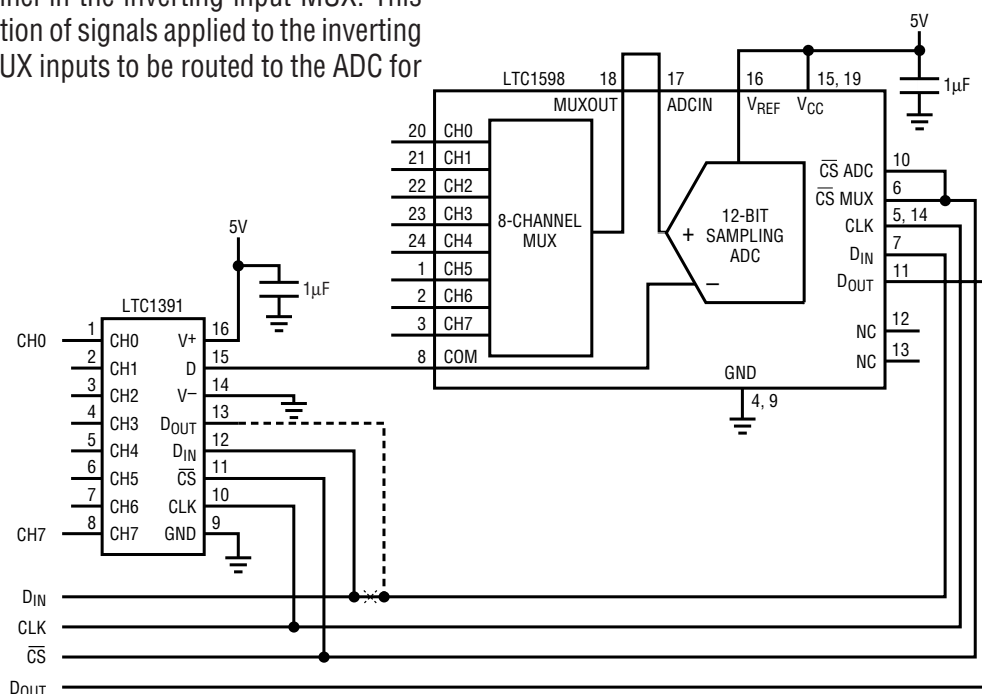 in the inverting input MUX. This
tion of signals applied to the inverting
UX inputs to be routed to the ADC for
5V
1µF
LTC1598
18
17
16
15, 19
MUXOUT
ADCIN
VREF
VCC
20 CH0
21 CH1
22 CH2
23 CH3
24 CH4
1 CH5
2 CH6
3 CH7
8 COM
8-CHANNEL
MUX
12-BIT
SAMPLING
ADC
+
–
C̅S̅ ADC 10
C̅S̅ MUX 6
CLK 5, 14
DIN 7
DOUT 11
NC 12
NC 13
GND
4, 9
5V
1µF
LTC1391
CH0 1 CH0
2 CH1
3 CH2
4 CH3
5 CH4
6 CH5
7 CH6
CH7 8 CH7
V+ 16
D 15
V– 14
DOUT 13
DIN 12
C̅S̅ 11
CLK 10
GND 9
DIN
CLK
C̅S̅
DOUT